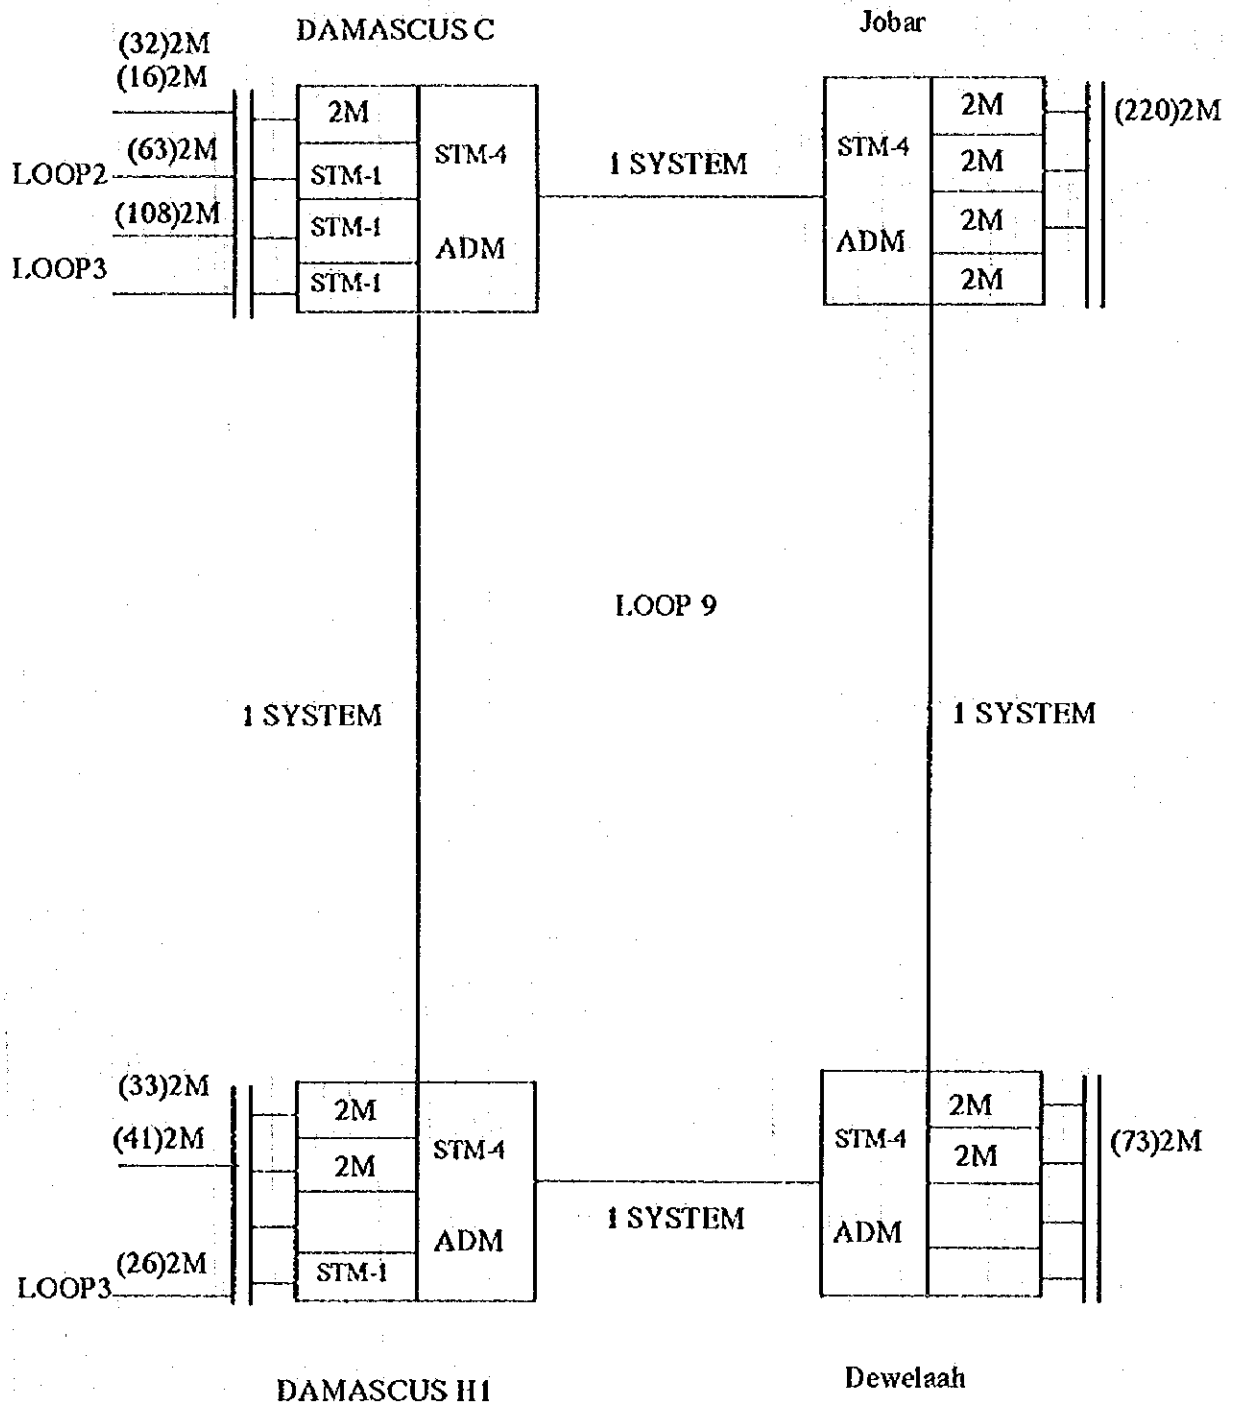 DAMASCUS C
Jobar
(32)2M
(16)2M
(63)2M
LOOP2
(108)2M
LOOP3
2M
STM-1
STM-1
STM-1
STM-4
ADM
1 SYSTEM
STM-4
ADM
2M
2M
2M
2M
(220)2M
LOOP 9
1 SYSTEM
1 SYSTEM
(33)2M
(41)2M
(26)2M
LOOP3
2M
2M
STM-1
STM-4
ADM
1 SYSTEM
STM-4
ADM
2M
2M
(73)2M
DAMASCUS H1
Dewelaah